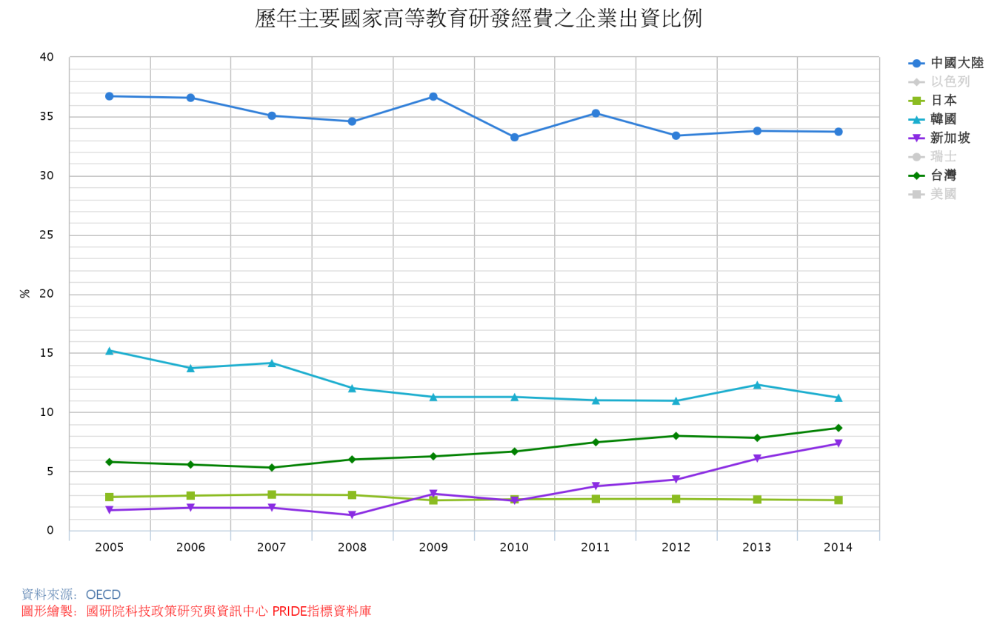 歷年主要國家高等教育研發經費之企業出資比例
40
35
30
25
20
15
10
5
0
%
2005 2006 2007 2008 2009 2010 2011 2012 2013 2014
中國大陸
以色列
日本
韓國
新加坡
瑞士
台灣
美國
資料來源: OECD
圖形繪製: 國研院科技政策研究與資訊中心 PRIDE指標資料庫